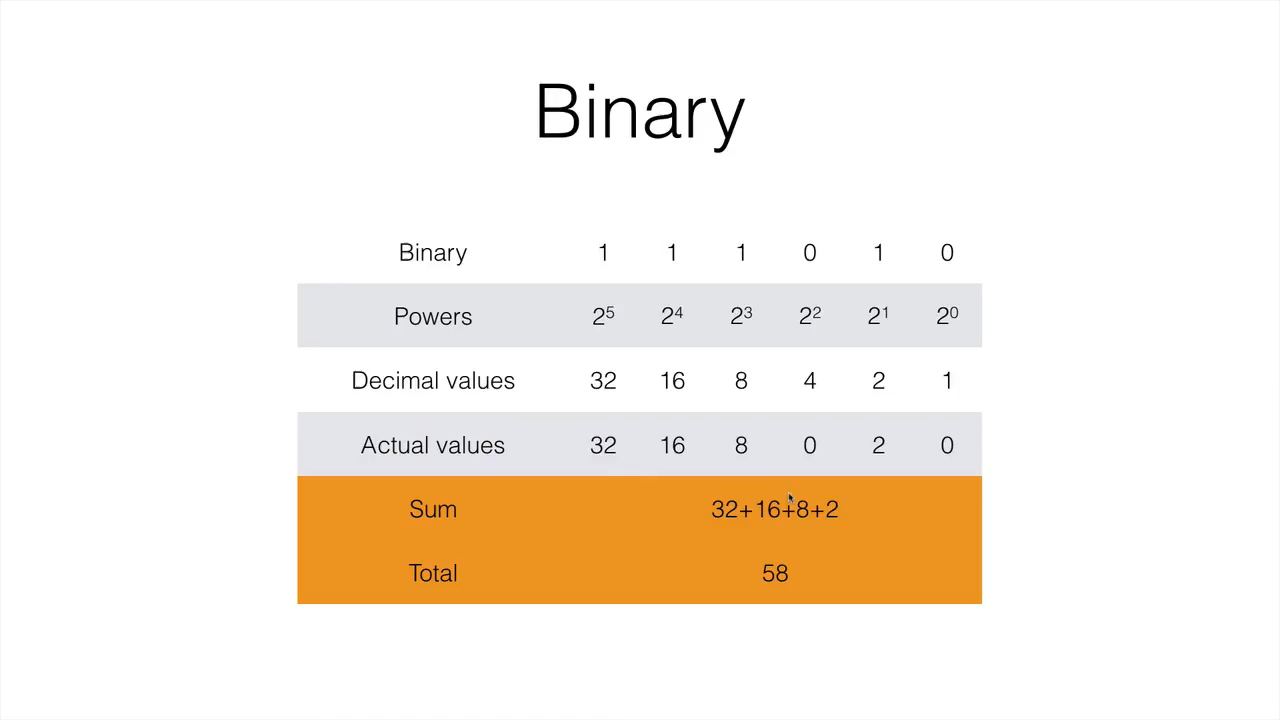 Binary
Binary 1 1 1 0 1 0
Powers 2⁵ 2⁴ 2³ 2² 2¹ 2⁰
Decimal values 32 16 8 4 2 1
Actual values 32 16 8 0 2 0
Sum 32+16+8+2
Total 58